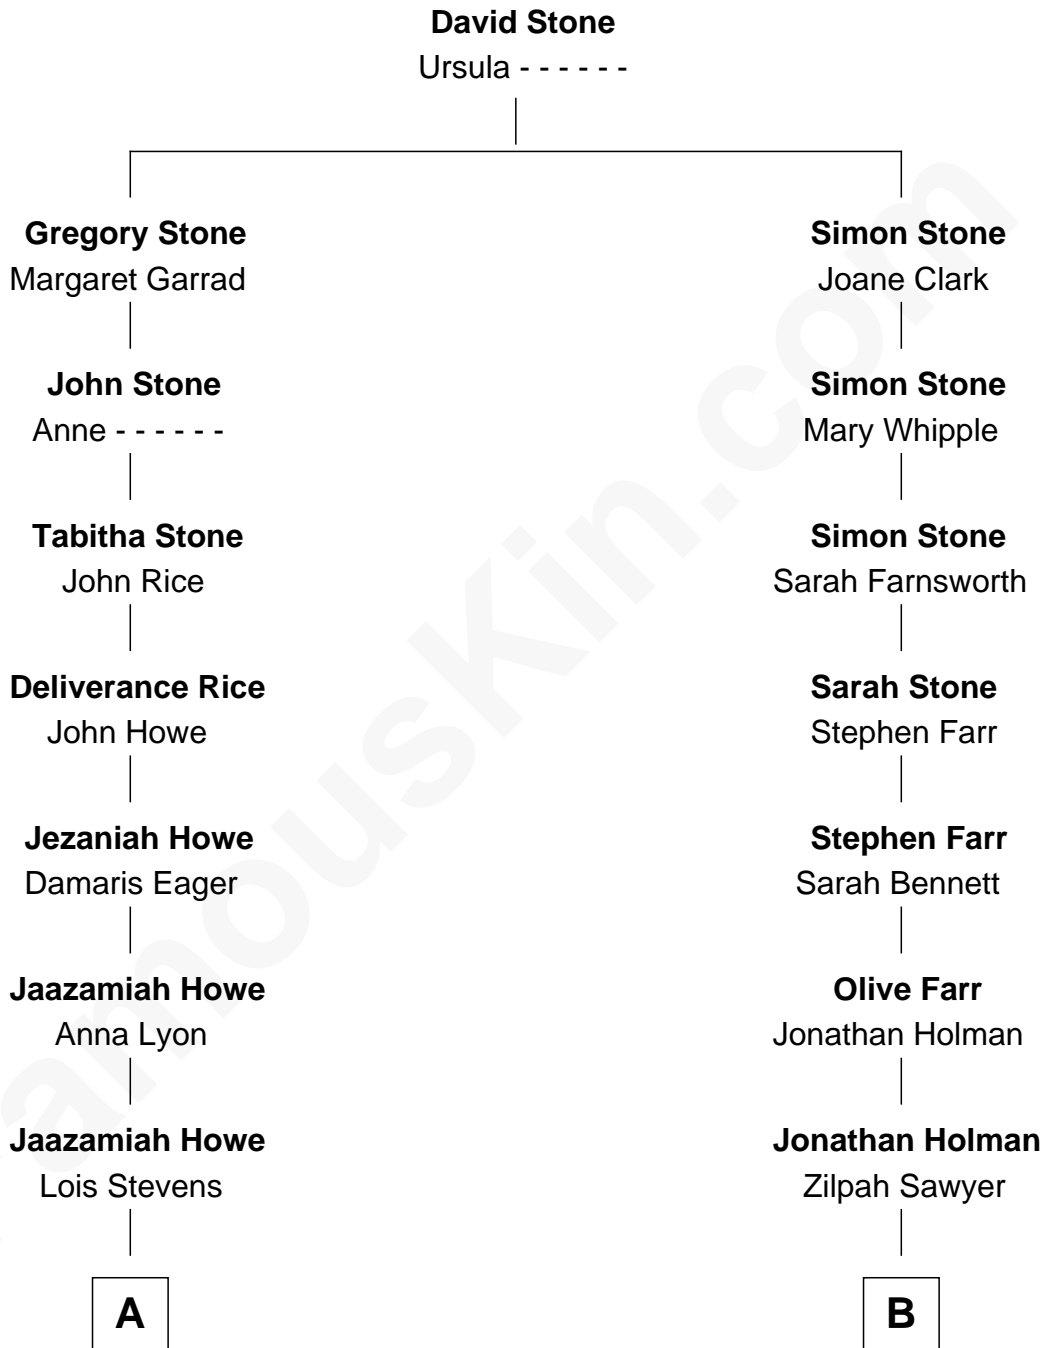 David Stone
Ursula - - - - - -
Gregory Stone
Margaret Garrad
Simon Stone
Joane Clark
John Stone
Anne - - - - - -
Simon Stone
Mary Whipple
Tabitha Stone
John Rice
Simon Stone
Sarah Farnsworth
Deliverance Rice
John Howe
Sarah Stone
Stephen Farr
Jezaniah Howe
Damaris Eager
Stephen Farr
Sarah Bennett
Jaazamiah Howe
Anna Lyon
Olive Farr
Jonathan Holman
Jaazamiah Howe
Lois Stevens
Jonathan Holman
Zilpah Sawyer
A
B
amouskin.com